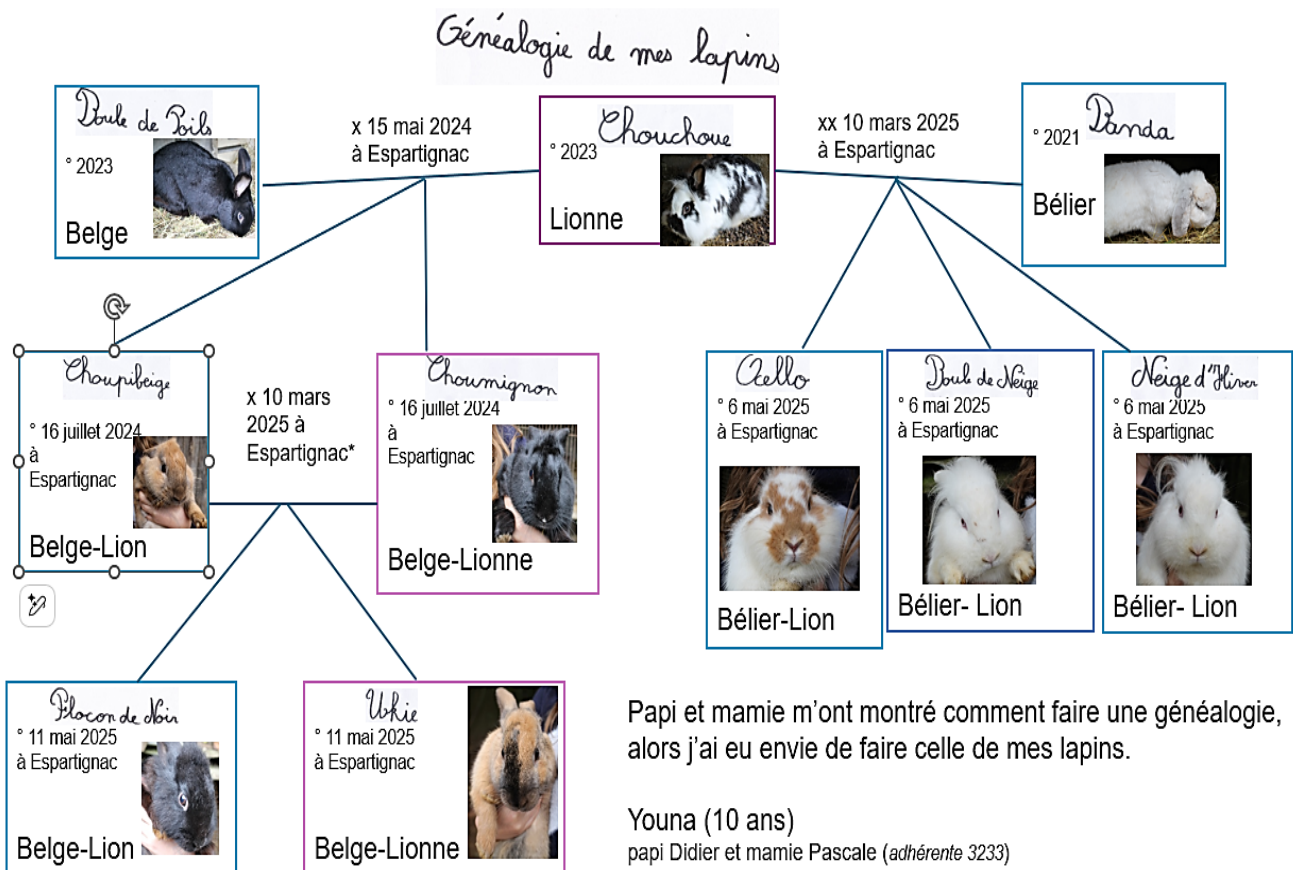 Généalogie de mes lapins
Boule de Poils
° 2023
Belge
x 15 mai 2024
à Espartignac
Chouchoue
° 2023
Lionne
xx 10 mars 2025
à Espartignac
Panda
° 2021
Bélier
Choupibeige
° 16 juillet 2024
à
Espartignac
Belge-Lion
x 10 mars
2025 à
Espartignac*
Choumignon
° 16 juillet 2024
à
Espartignac
Belge-Lionne
Ocello
° 6 mai 2025
à Espartignac
Bélier-Lion
Boule de Neige
° 6 mai 2025
à Espartignac
Bélier- Lion
Neige d'Hiver
° 6 mai 2025
à Espartignac
Bélier- Lion
Flocon de Noir
° 11 mai 2025
à Espartignac
Belge-Lion
Ukie
° 11 mai 2025
à Espartignac
Belge-Lionne
Papi et mamie m’ont montré comment faire une généalogie,
alors j’ai eu envie de faire celle de mes lapins.
Youna (10 ans)
papi Didier et mamie Pascale (adhérente 3233)